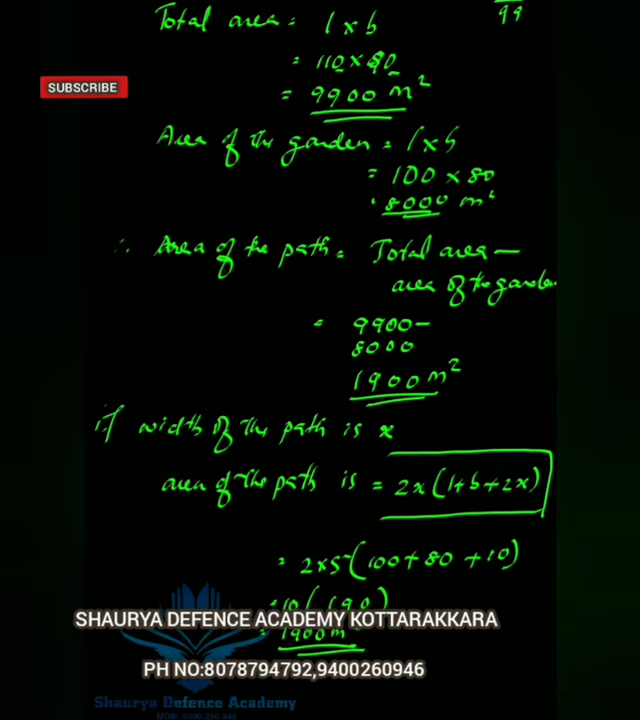 Total area = l x b
99
= 110 x 90
= 9900 m²
SUBSCRIBE
Area of the garden = l x b
= 100 x 80
= 8000 m²
∴ Area of the path = Total area —
area of the garden
= 9900 —
8000
1900 m²
if width of the path is x
area of the path is = 2x (l + b + 2x)
= 2 x 5 (100 + 80 + 10)
= 10 (190)
= 1900 m
SHAURYA DEFENCE ACADEMY KOTTARAKKARA
PH NO:8078794792,9400260946
Shaurya Defence Academy